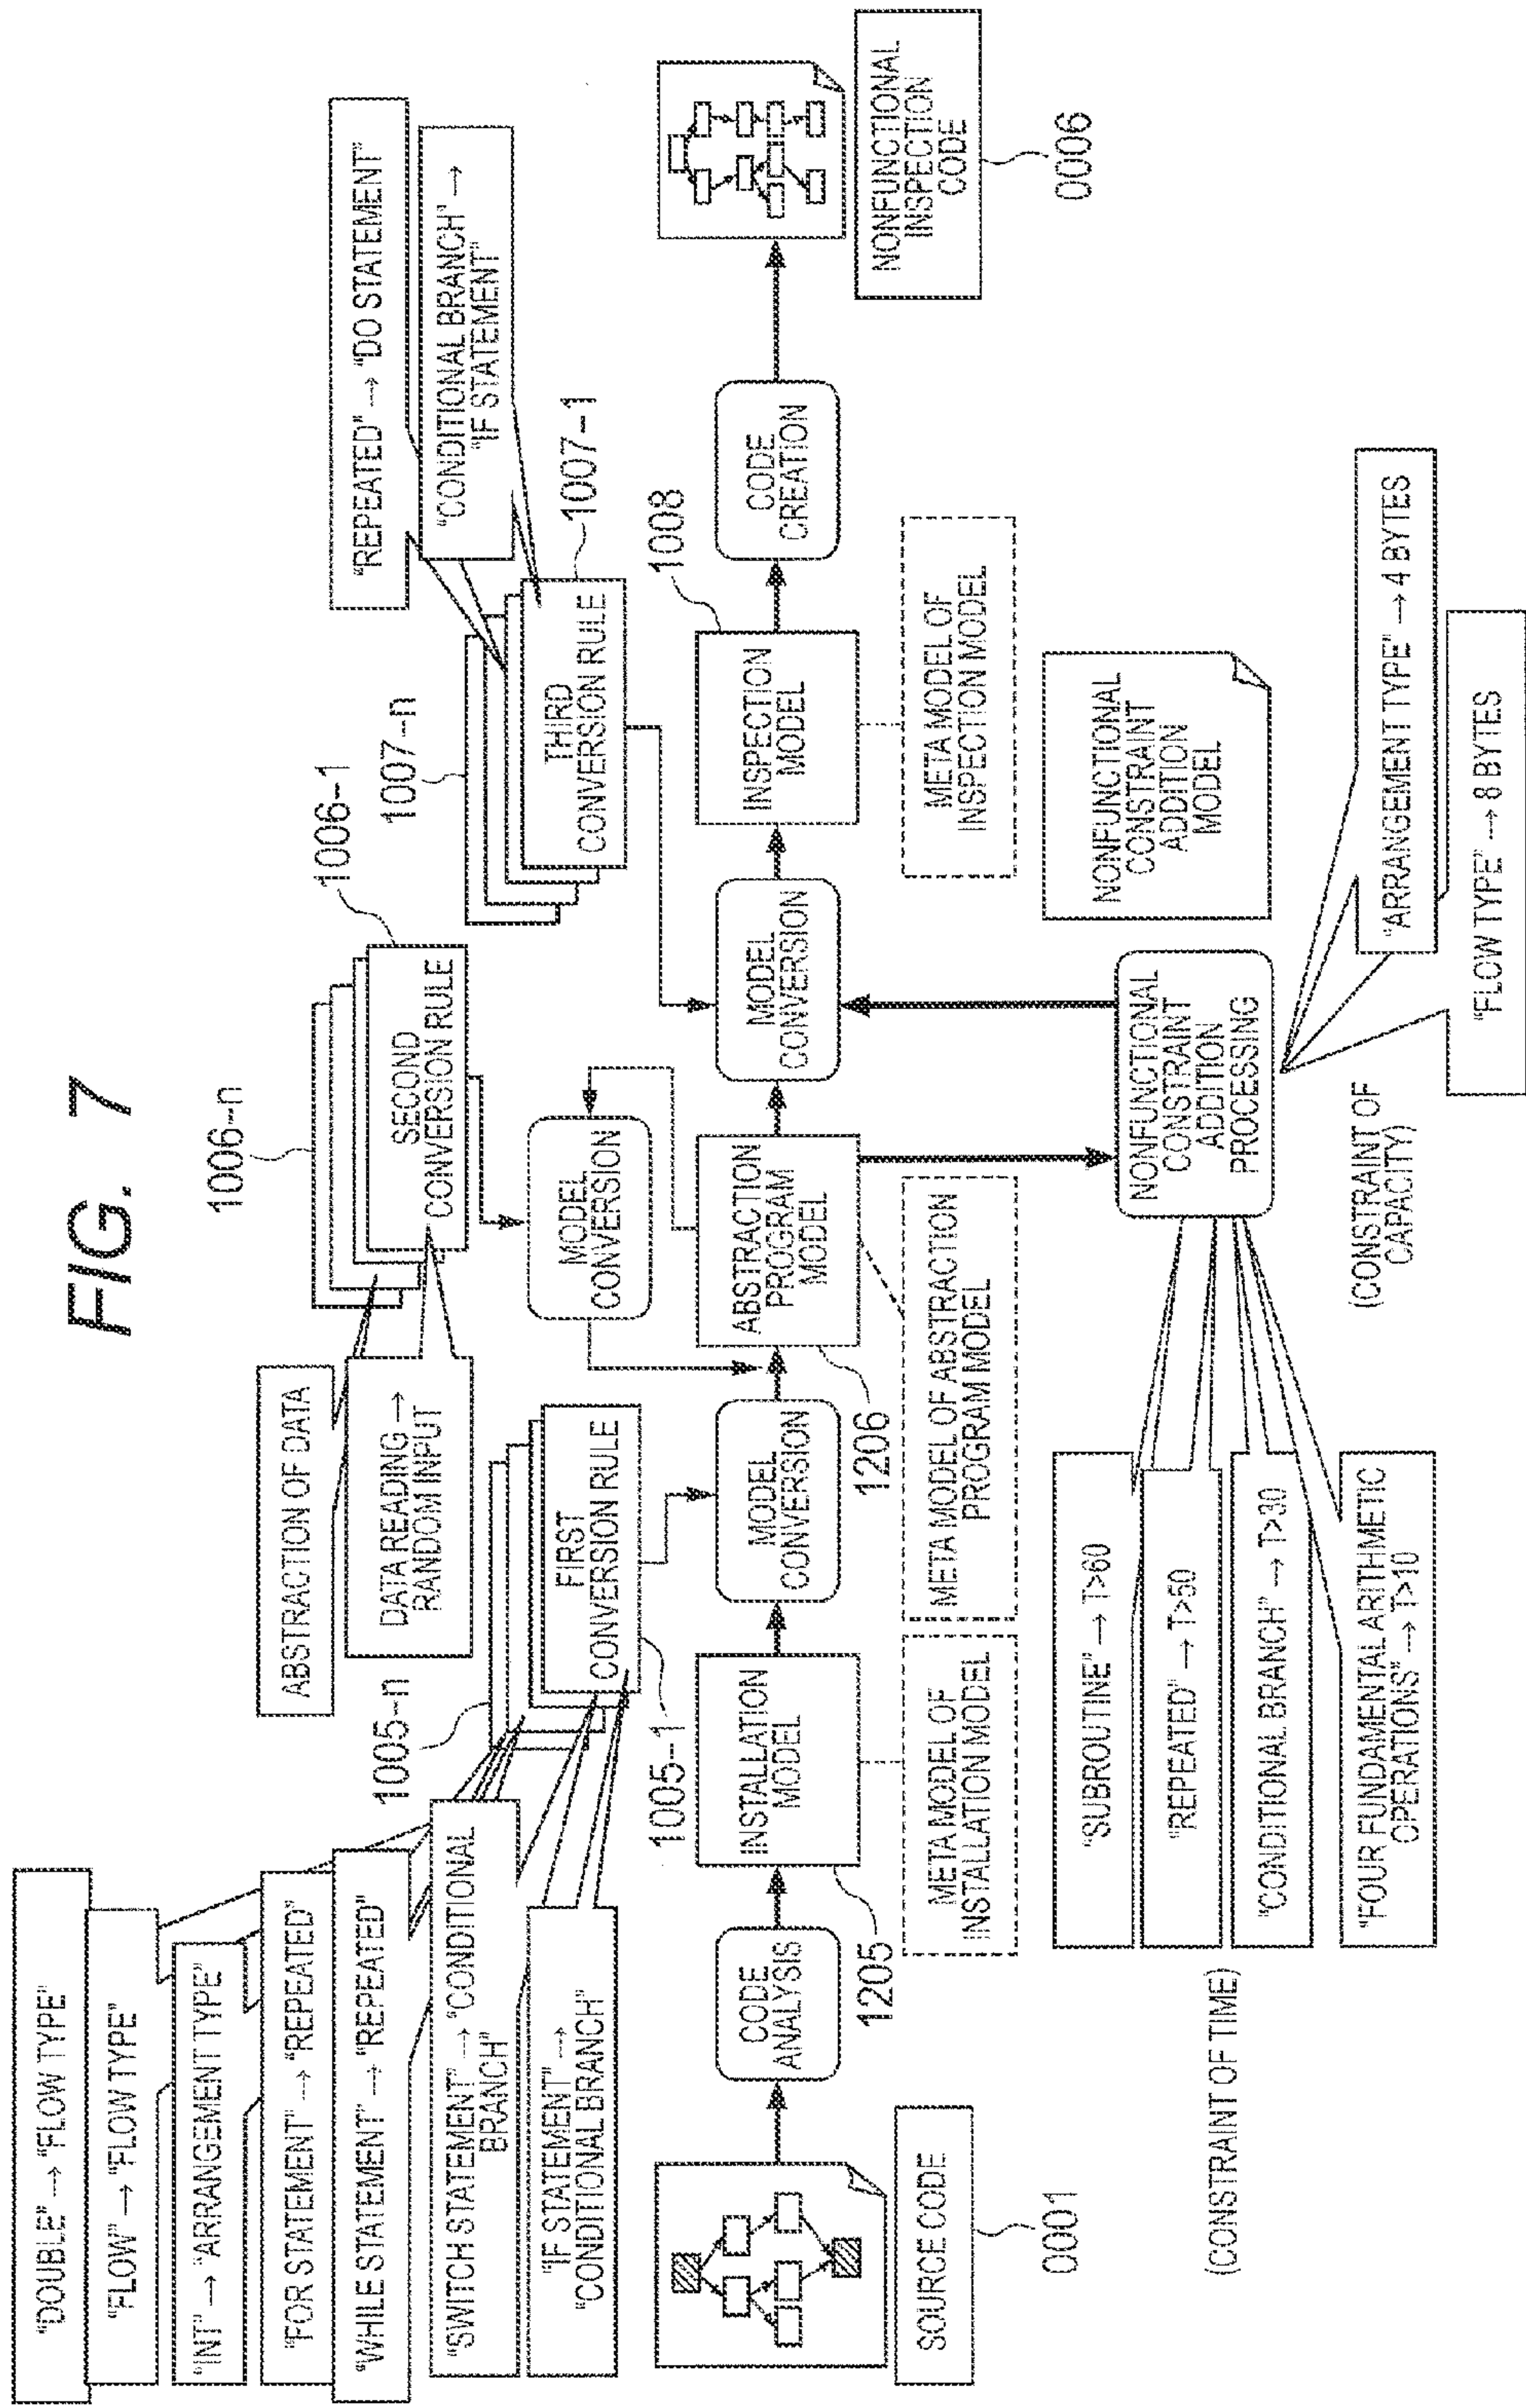 FIG. 7
"DOUBLE" → "FLOW TYPE"
"FLOW" → "FLOW TYPE"
"INT" → "ARRANGEMENT TYPE"
"FOR STATEMENT" → "REPEATED"
"WHILE STATEMENT" → "REPEATED"
"SWITCH STATEMENT" → "CONDITIONAL
BRANCH"
"IF STATEMENT" →
"CONDITIONAL BRANCH"
ABSTRACTION OF DATA
DATA READING →
RANDOM INPUT
"REPEATED" → "DO STATEMENT"
"CONDITIONAL BRANCH" →
"IF STATEMENT"
1005-n
FIRST
CONVERSION RULE
1005-1
1006-n
SECOND
CONVERSION RULE
1006-1
1007-n
THIRD
CONVERSION RULE
1007-1
MODEL
CONVERSION
SOURCE CODE
0001
CODE
ANALYSIS
INSTALLATION
MODEL
1205
MODEL
CONVERSION
ABSTRACTION
PROGRAM
MODEL
1206
MODEL
CONVERSION
INSPECTION
MODEL
1008
CODE
CREATION
NONFUNCTIONAL
INSPECTION
CODE
0006
META MODEL OF
INSTALLATION MODEL
META MODEL OF ABSTRACTION
PROGRAM MODEL
META MODEL OF
INSPECTION MODEL
NONFUNCTIONAL
CONSTRAINT
ADDITION
MODEL
NONFUNCTIONAL
CONSTRAINT
ADDITION
PROCESSING
(CONSTRAINT OF TIME)
"SUBROUTINE" → T>60
"REPEATED" → T>50
"CONDITIONAL BRANCH" → T>30
"FOUR FUNDAMENTAL ARITHMETIC
OPERATIONS" → T>10
(CONSTRAINT OF
CAPACITY)
"ARRANGEMENT TYPE" → 4 BYTES
"FLOW TYPE" → 8 BYTES